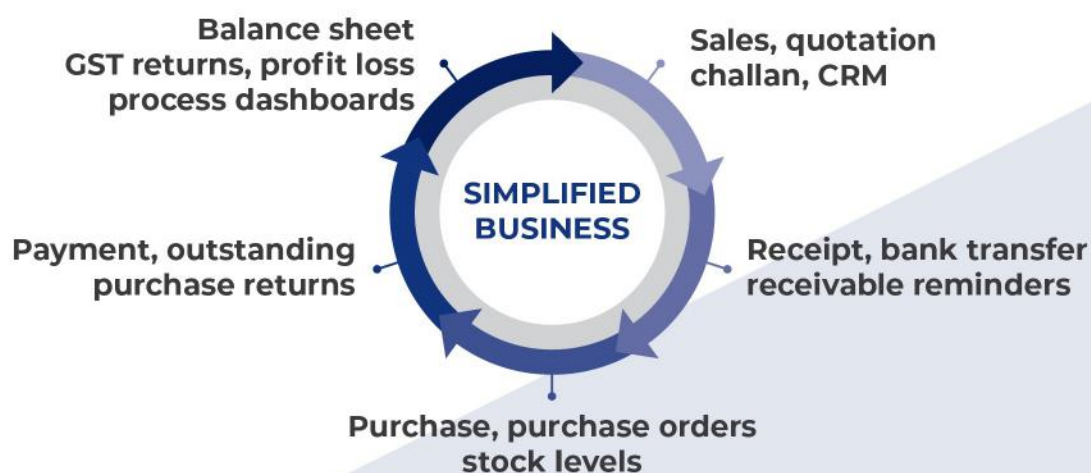 Balance sheet
GST returns, profit loss
process dashboards
Sales, quotation
challan, CRM
SIMPLIFIED
BUSINESS
Payment, outstanding
purchase returns
Receipt, bank transfer
receivable reminders
Purchase, purchase orders
stock levels